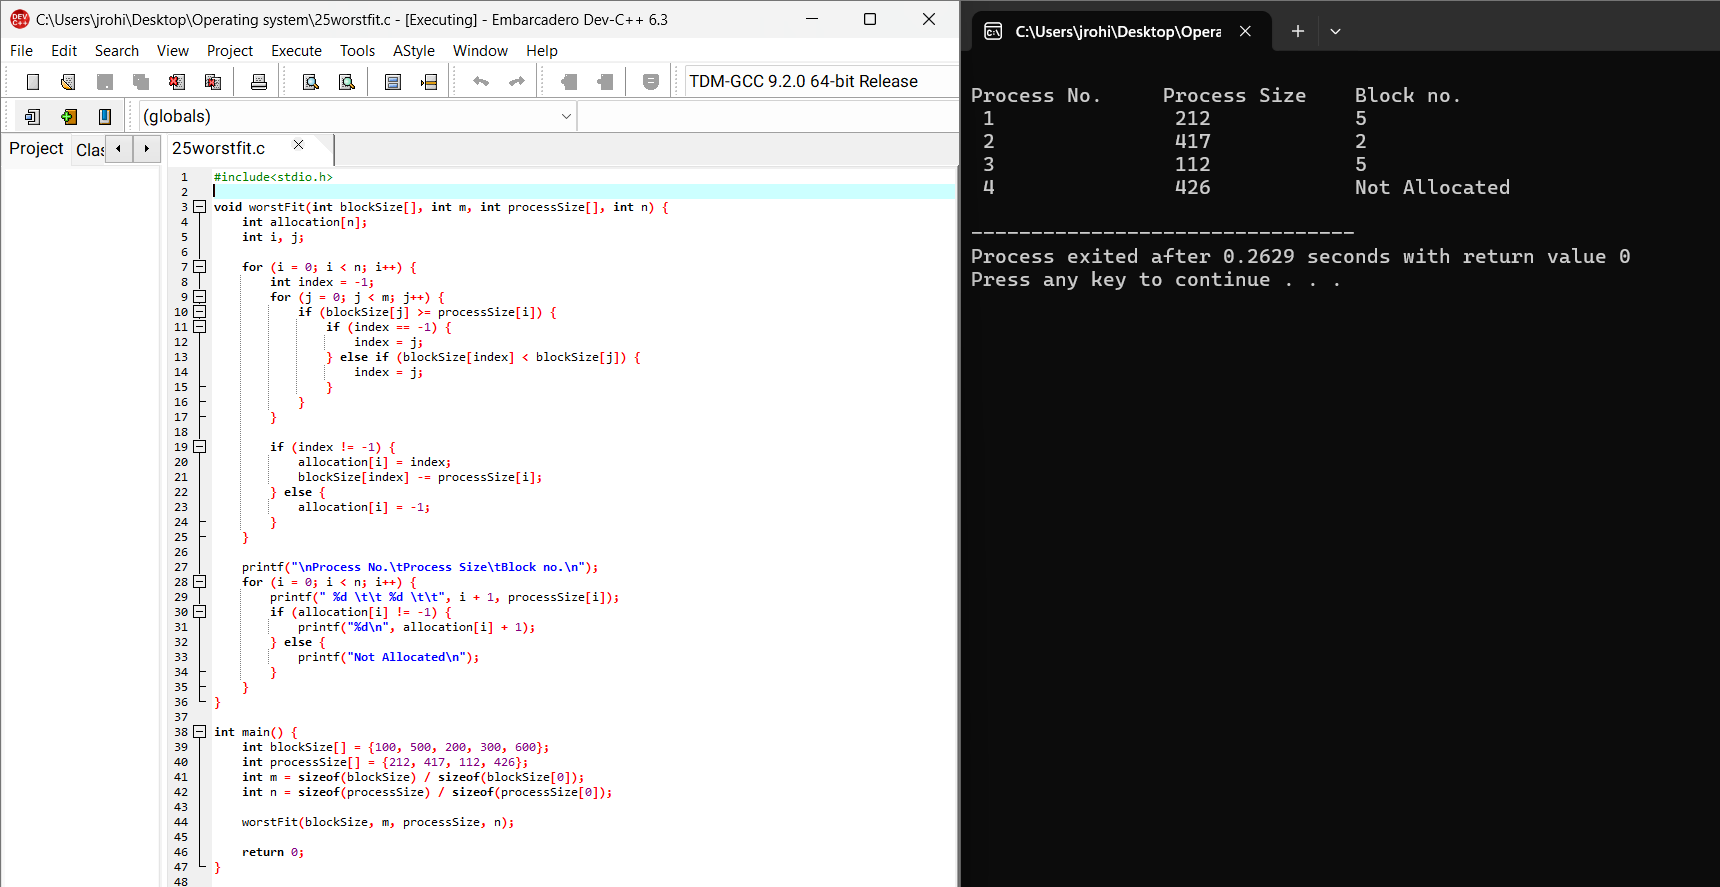 C:\Users\jrohi\Desktop\Operating system\25worstfit.c - [Executing] - Embarcadero Dev-C++ 6.3
File Edit Search View Project Execute Tools AStyle Window Help
TDM-GCC 9.2.0 64-bit Release
(globals)
Project Clas 25worstfit.c
1 #include<stdio.h>
2
3 void worstFit(int blockSize[], int m, int processSize[], int n) {
4     int allocation[n];
5     int i, j;
6
7     for (i = 0; i < n; i++) {
8         int index = -1;
9         for (j = 0; j < m; j++) {
10             if (blockSize[j] >= processSize[i]) {
11                 if (index == -1) {
12                     index = j;
13                 } else if (blockSize[index] < blockSize[j]) {
14                     index = j;
15                 }
16             }
17         }
18
19         if (index != -1) {
20             allocation[i] = index;
21             blockSize[index] -= processSize[i];
22         } else {
23             allocation[i] = -1;
24         }
25     }
26
27     printf("\nProcess No.\tProcess Size\tBlock no.\n");
28     for (i = 0; i < n; i++) {
29         printf(" %d \t\t %d \t\t", i + 1, processSize[i]);
30         if (allocation[i] != -1) {
31             printf("%d\n", allocation[i] + 1);
32         } else {
33             printf("Not Allocated\n");
34         }
35     }
36 }
37
38 int main() {
39     int blockSize[] = {100, 500, 200, 300, 600};
40     int processSize[] = {212, 417, 112, 426};
41     int m = sizeof(blockSize) / sizeof(blockSize[0]);
42     int n = sizeof(processSize) / sizeof(processSize[0]);
43
44     worstFit(blockSize, m, processSize, n);
45
46     return 0;
47 }
48
C:\Users\jrohi\Desktop\Opera
Process No. Process Size Block no.
1 212 5
2 417 2
3 112 5
4 426 Not Allocated
--------------------------------
Process exited after 0.2629 seconds with return value 0
Press any key to continue . . .